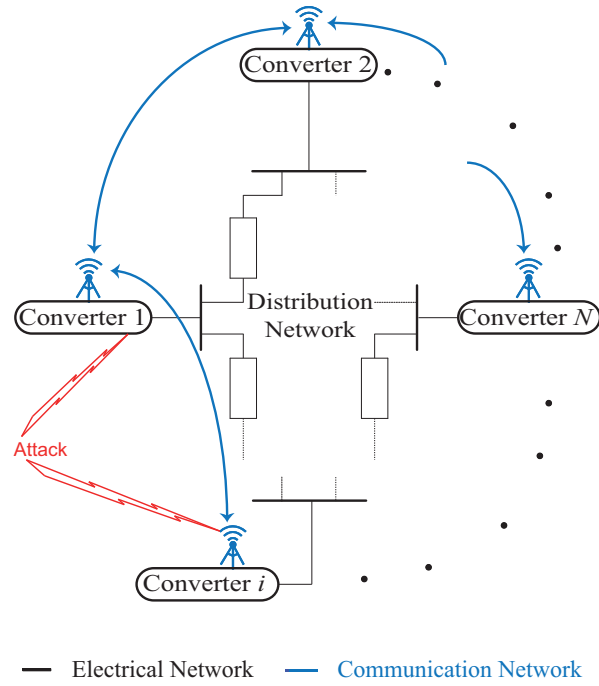 Converter 2
Distribution
Network
Converter 1
Converter N
Attack
Converter i
Electrical Network
Communication Network